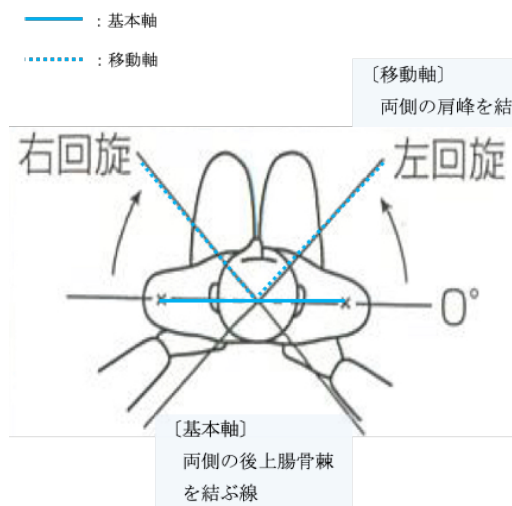 ：基本軸
：移動軸
〔移動軸〕
両側の肩峰を結
右回旋
左回旋
0°
〔基本軸〕
両側の後上腸骨棘
を結ぶ線